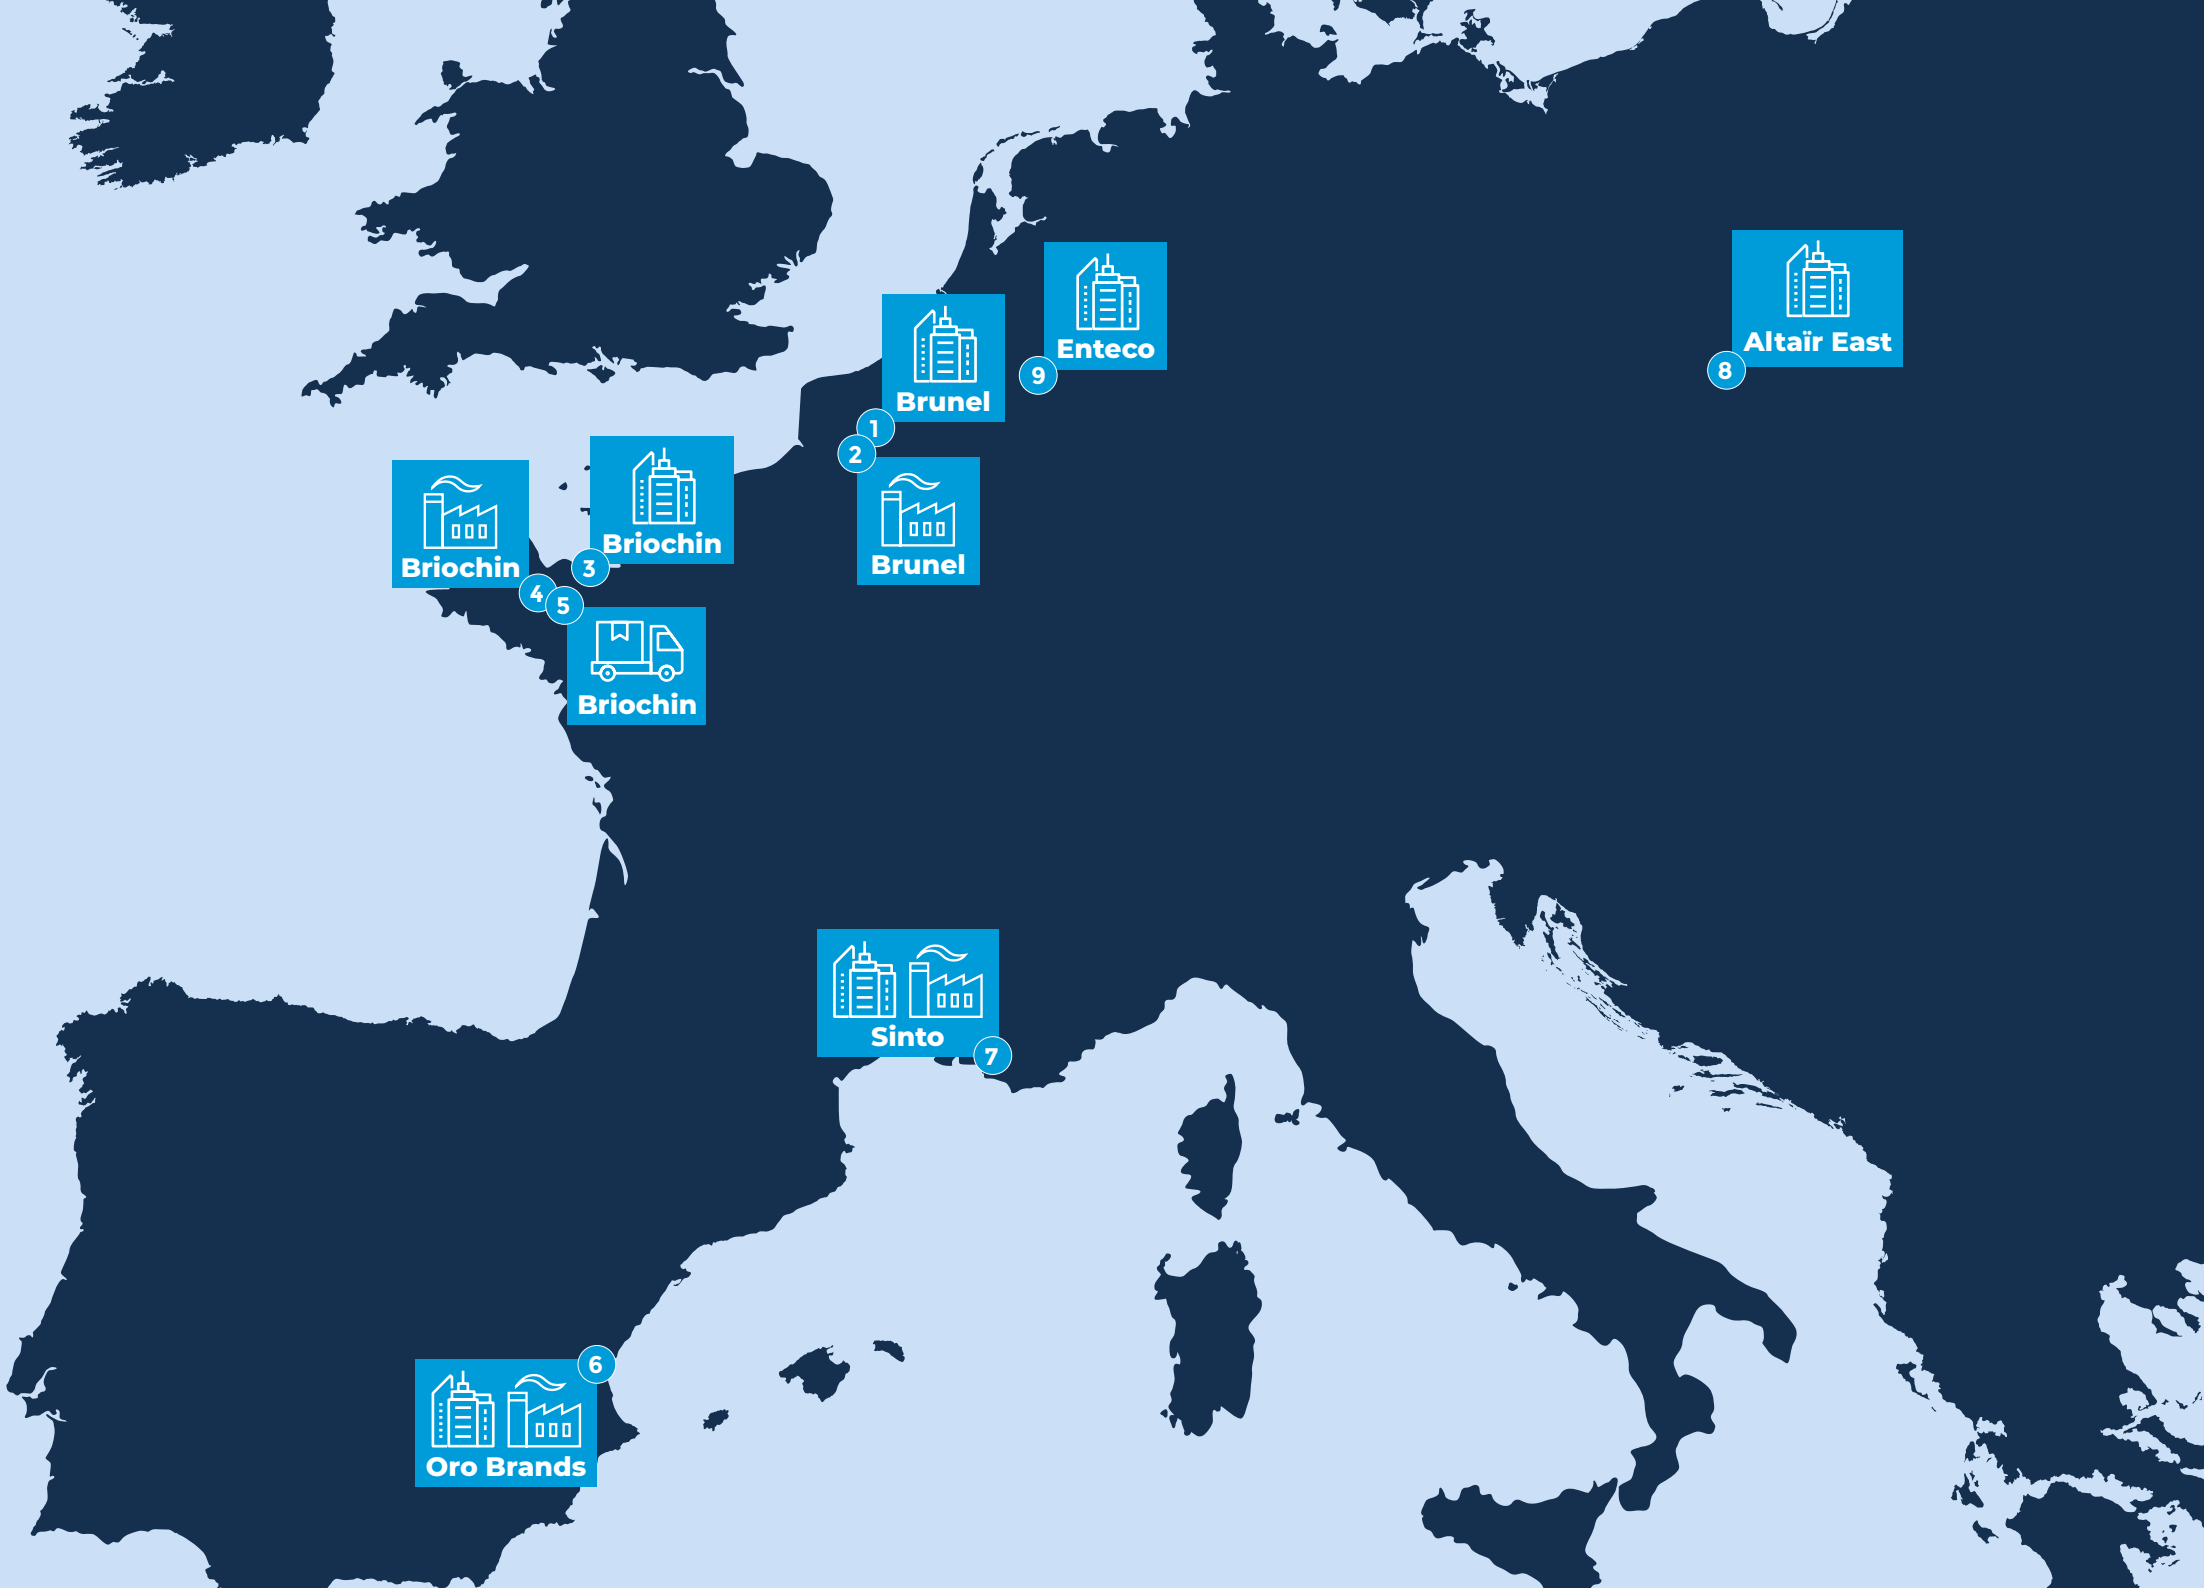 Enteco
9
Altaïr East
8
Brunel
1
2
Brunel
Briochin
3
Briochin
4
5
Briochin
Sinto
7
6
Oro Brands